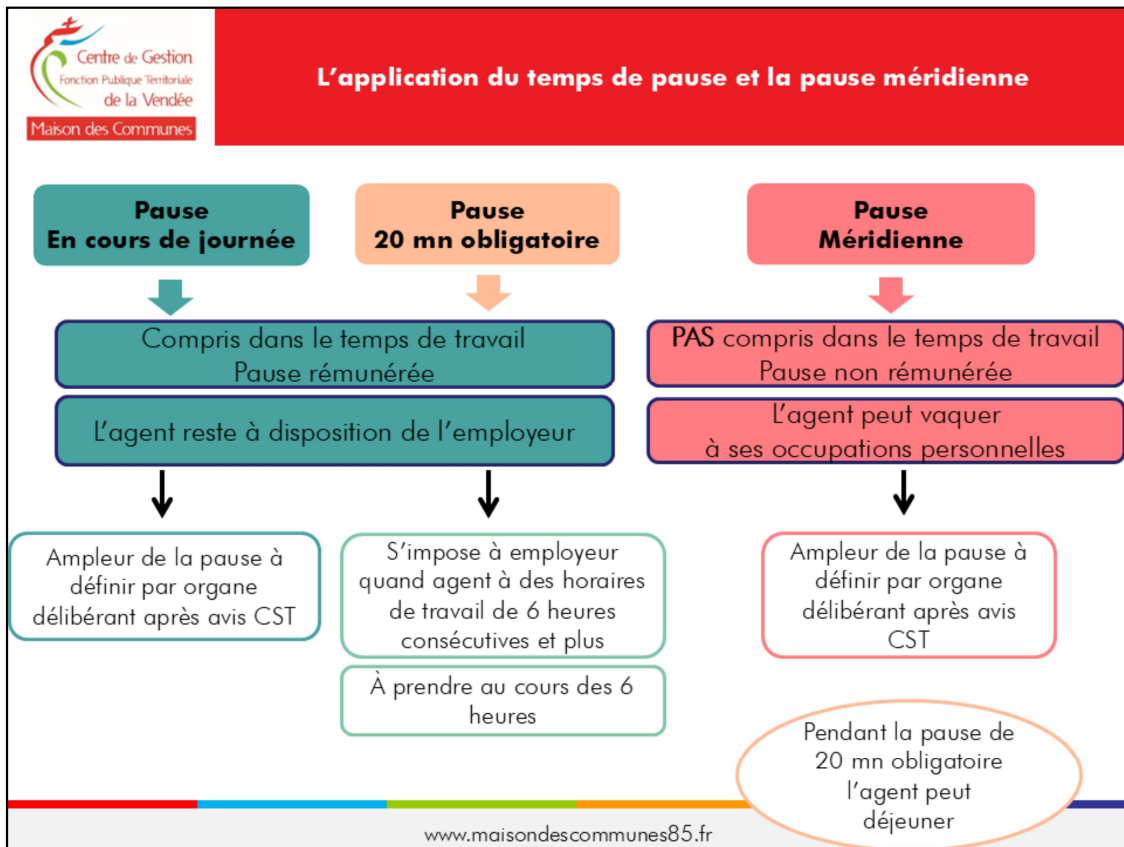 Centre de Gestion
Fonction Publique Territoriale
de la Vendée
Maison des Communes
L'application du temps de pause et la pause méridienne
Pause
En cours de journée
Pause
20 mn obligatoire
Pause
Méridienne
Compris dans le temps de travail
Pause rémunérée
PAS compris dans le temps de travail
Pause non rémunérée
L'agent reste à disposition de l'employeur
L'agent peut vaquer
à ses occupations personnelles
Ampleur de la pause à
définir par organe
délibérant après avis CST
S'impose à employeur
quand agent à des horaires
de travail de 6 heures
consécutives et plus
À prendre au cours des 6
heures
Ampleur de la pause à
définir par organe
délibérant après avis
CST
Pendant la pause de
20 mn obligatoire
l'agent peut
déjeuner
www.maisondescommunes85.fr